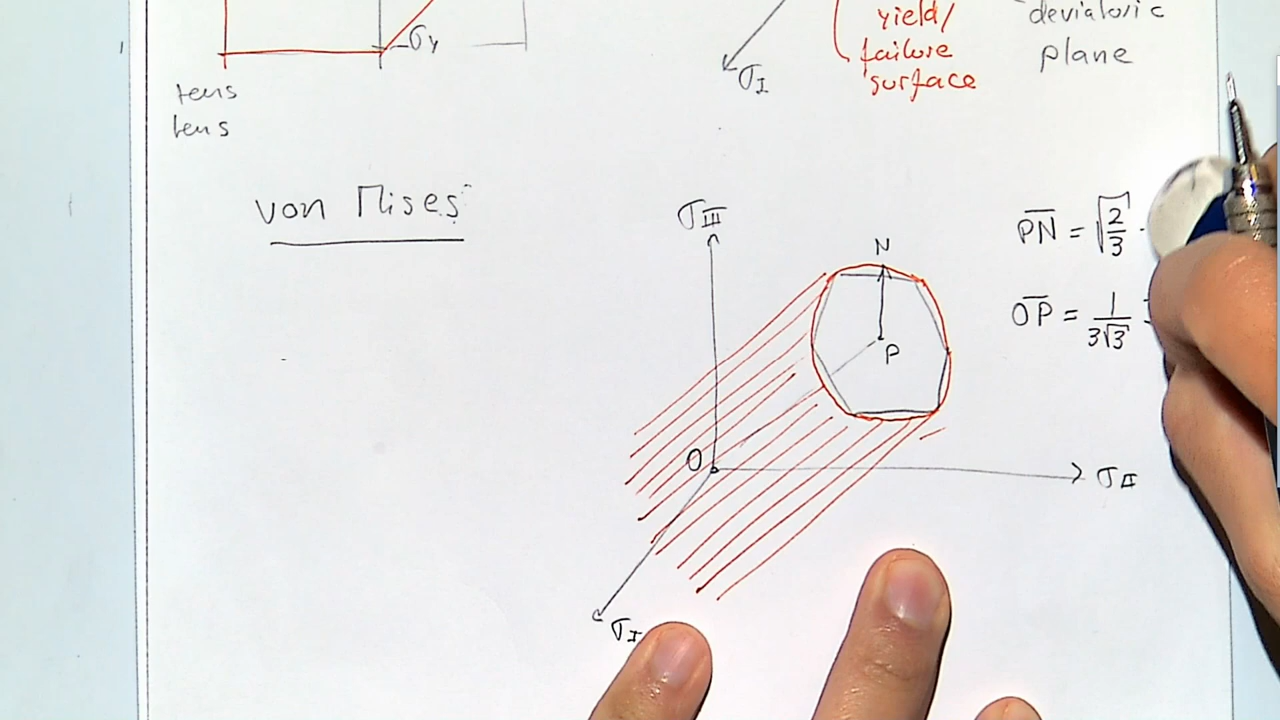 σY
tens
tens
σI
yield/
failure
surface
deviatoric
plane
von Mises
σIII
N
P
O
σII
σI
PN = √2/3 ·
OP = 1/3√3